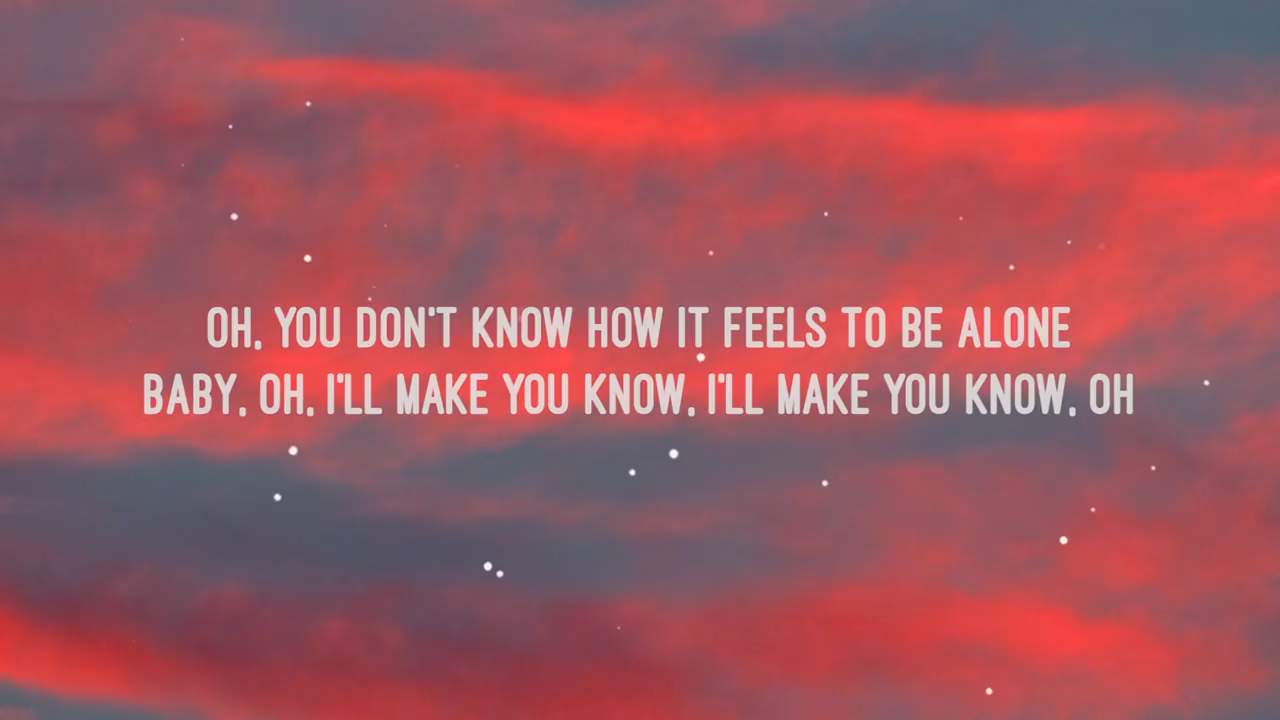 OH, YOU DON'T KNOW HOW IT FEELS TO BE ALONE
BABY, OH, I'LL MAKE YOU KNOW, I'LL MAKE YOU KNOW, OH